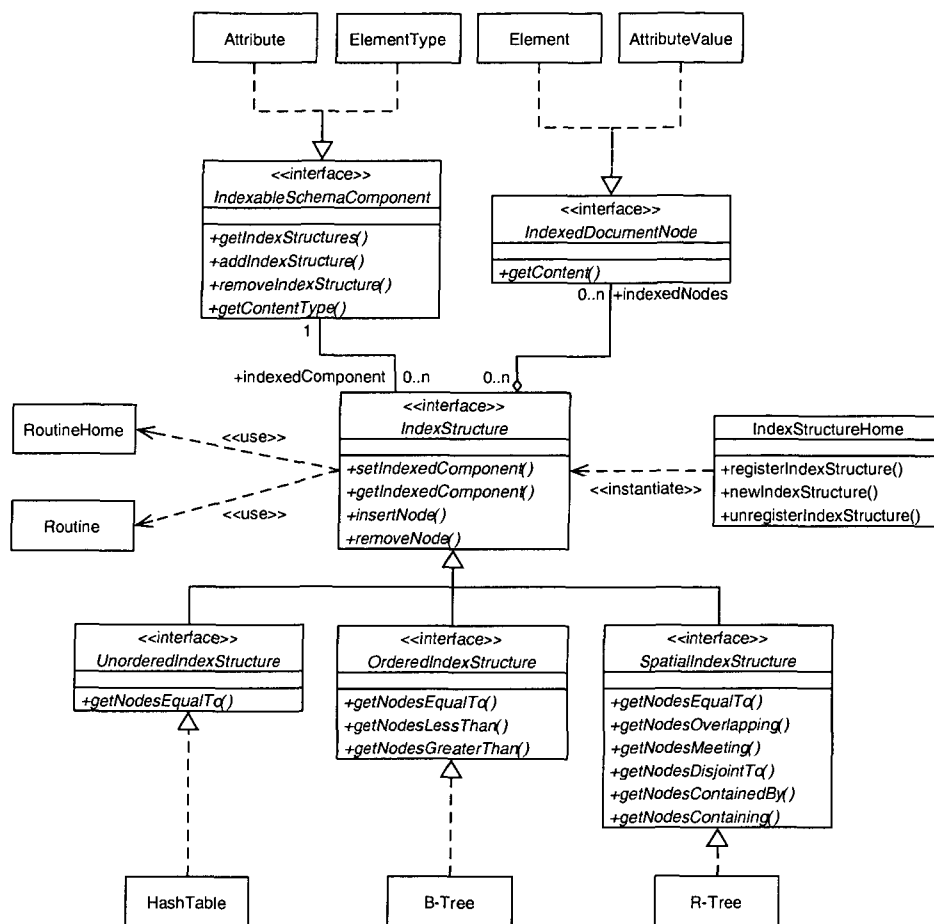 Attribute
ElementType
Element
AttributeValue
<<interface>>
IndexableSchemaComponent
+getIndexStructures()
+addIndexStructure()
+removeIndexStructure()
+getContentType()
<<interface>>
IndexedDocumentNode
+getContent()
0..n +indexedNodes
1
+indexedComponent 0..n
0..n
RoutineHome
<<use>>
Routine
<<use>>
<<interface>>
IndexStructure
+setIndexedComponent()
+getIndexedComponent()
+insertNode()
+removeNode()
<<instantiate>>
IndexStructureHome
+registerIndexStructure()
+newIndexStructure()
+unregisterIndexStructure()
<<interface>>
UnorderedIndexStructure
+getNodesEqualTo()
<<interface>>
OrderedIndexStructure
+getNodesEqualTo()
+getNodesLessThan()
+getNodesGreaterThan()
<<interface>>
SpatialIndexStructure
+getNodesEqualTo()
+getNodesOverlapping()
+getNodesMeeting()
+getNodesDisjointTo()
+getNodesContainedBy()
+getNodesContaining()
HashTable
B-Tree
R-Tree